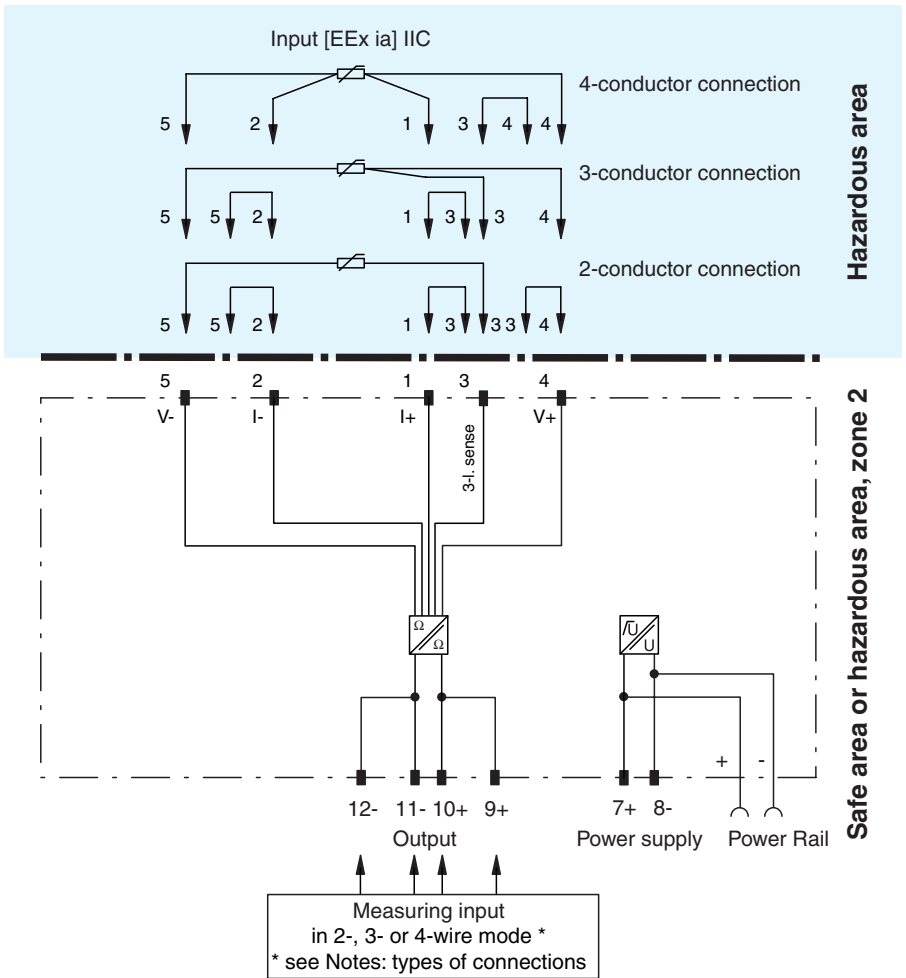 Input [EEx ia] IIC
4-conductor connection
5 2 1 3 4 4
3-conductor connection
5 5 2 1 3 3 4
2-conductor connection
5 5 2 1 3 3 3 4
Hazardous area
5 2 1 3 4
V- I- I+ 3-l. sense V+
Ω
Ω
/U̅
U
+ -
12- 11- 10+ 9+ 7+ 8-
Output Power supply Power Rail
Safe area or hazardous area, zone 2
Measuring input
in 2-, 3- or 4-wire mode *
* see Notes: types of connections